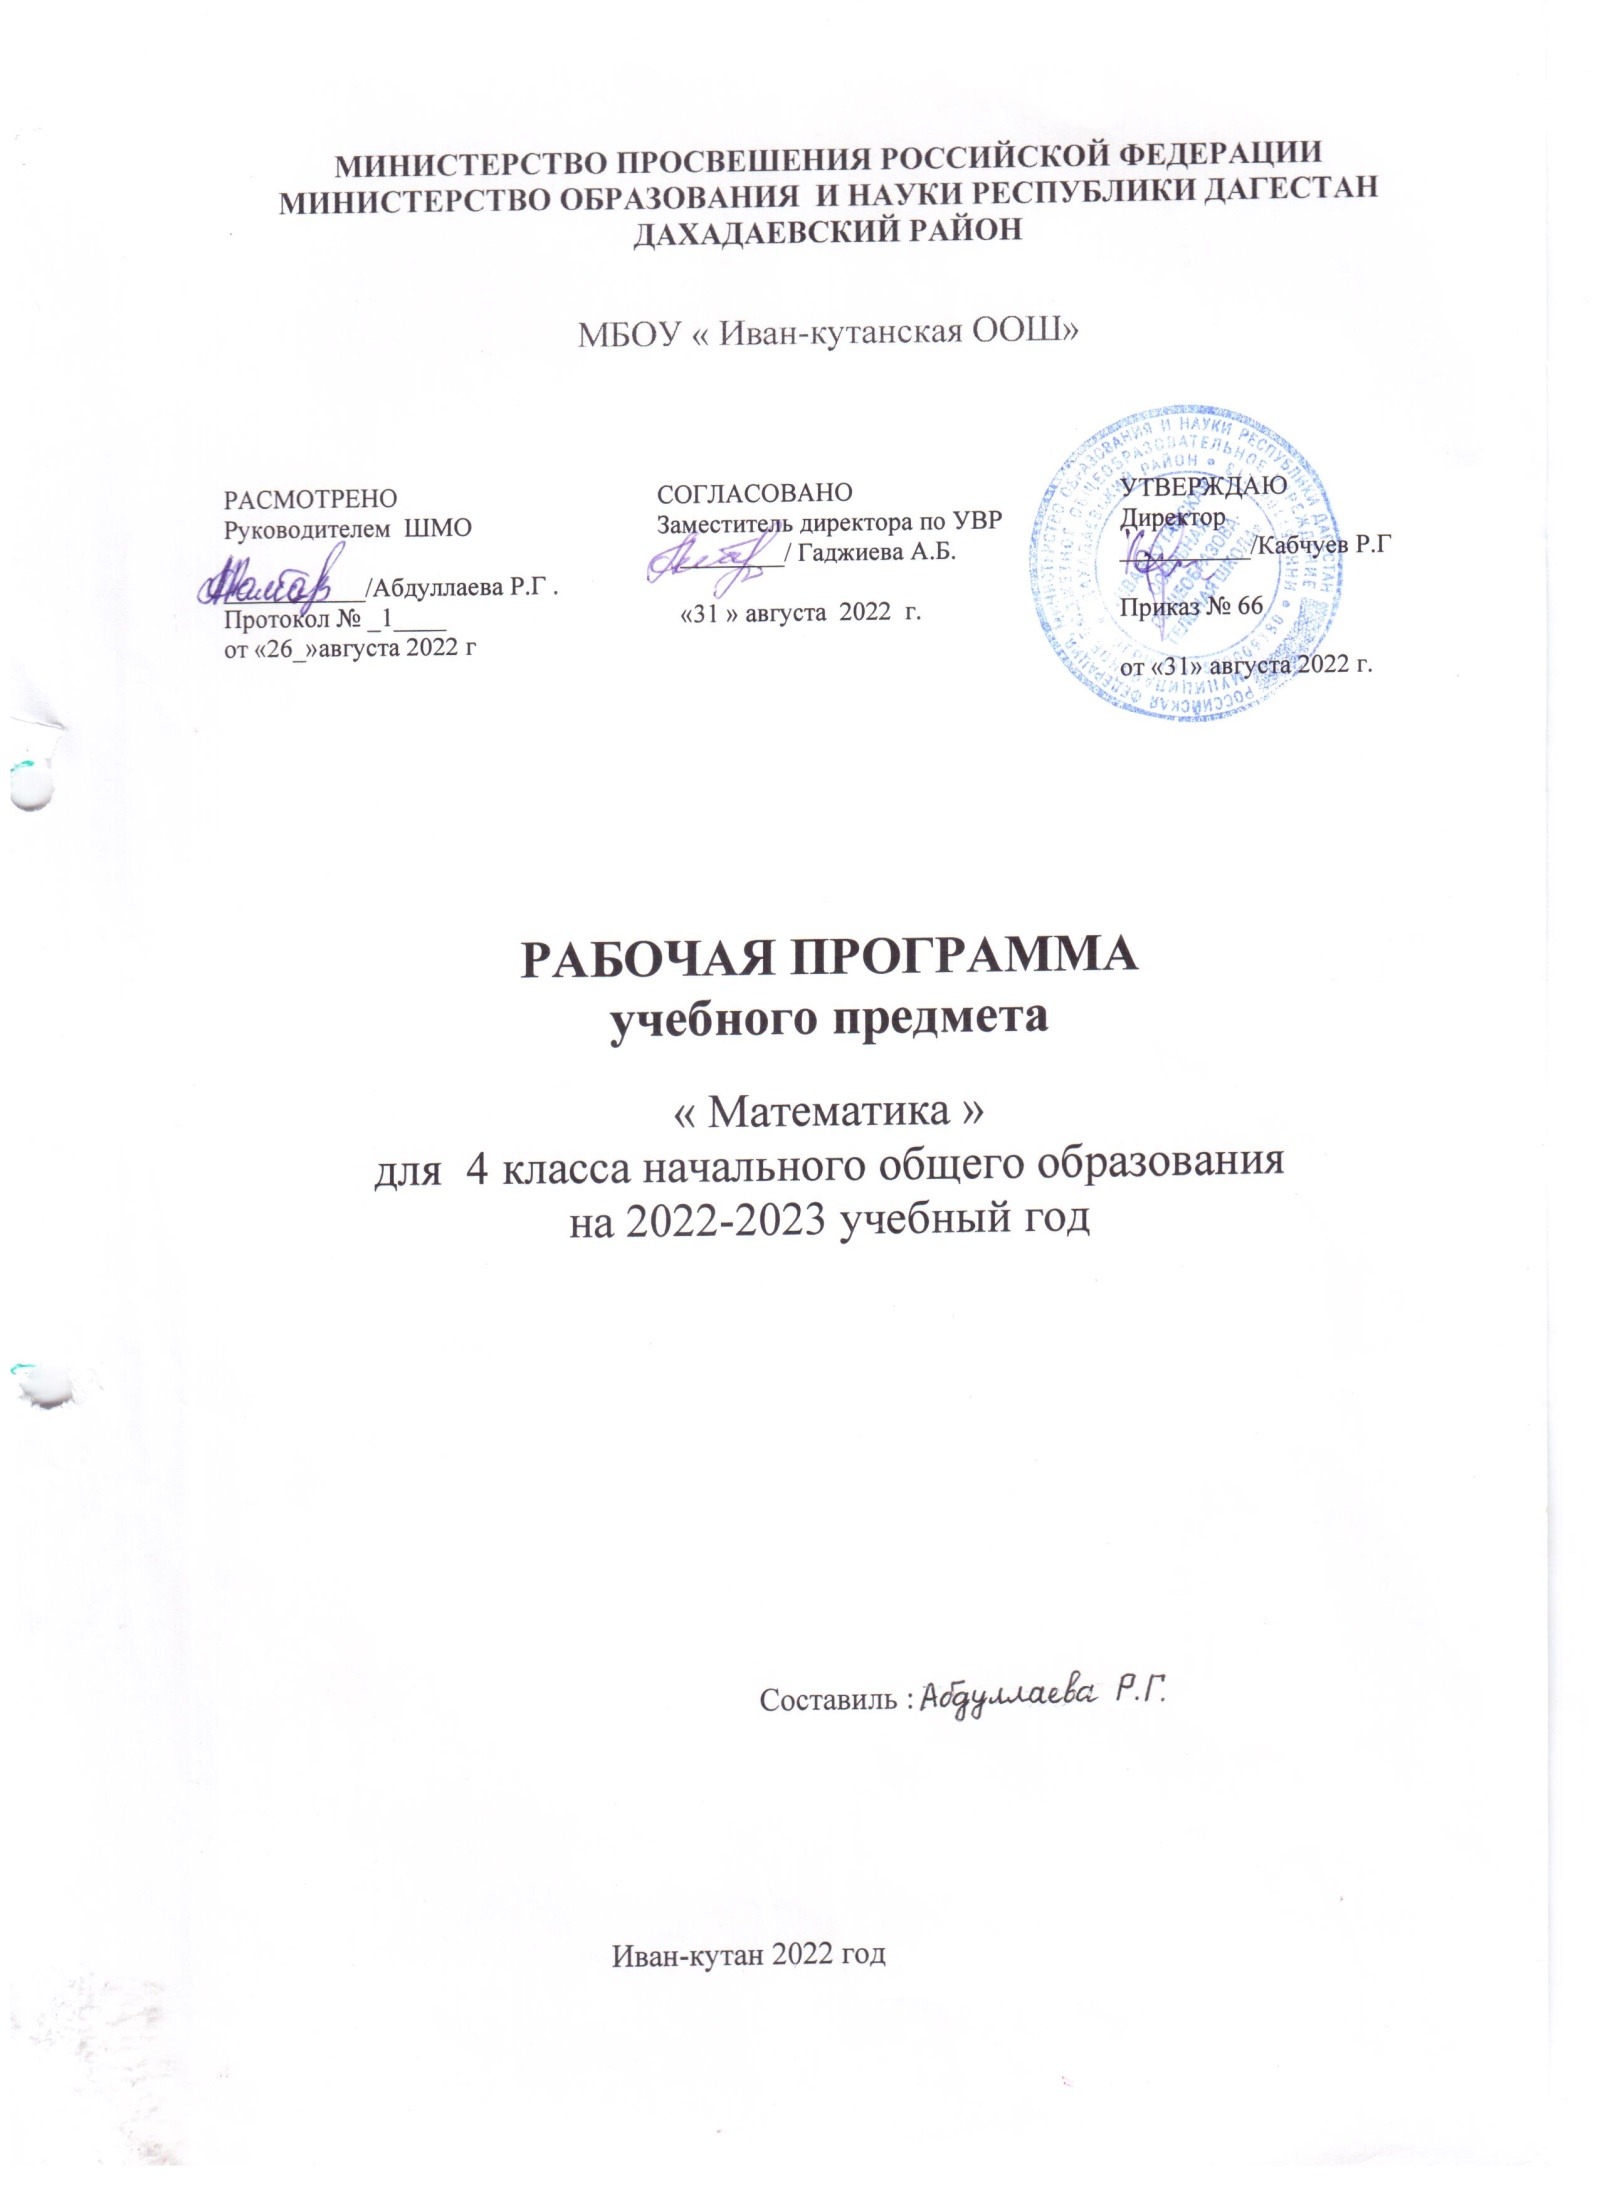 МИНИСТЕРСТВО ПРОСВЕШЕНИЯ РОССИЙСКОЙ ФЕДЕРАЦИИ
МИНИСТЕРСТВО ОБРАЗОВАНИЯ И НАУКИ РЕСПУБЛИКИ ДАГЕСТАН
ДАХАДАЕВСКИЙ РАЙОН
МБОУ « Иван-кутанская ООШ»
РАСМОТРЕНО
Руководителем ШМО
___________/Абдуллаева Р.Г .
Протокол № _1____
от «26_»августа 2022 г
СОГЛАСОВАНО
Заместитель директора по УВР
__________/ Гаджиева А.Б.
«31 » августа 2022 г.
УТВЕРЖДАЮ
Директор
__________/Кабчуев Р.Г
Приказ № 66
от «31» августа 2022 г.
РАБОЧАЯ ПРОГРАММА
учебного предмета
« Математика »
для 4 класса начального общего образования
на 2022-2023 учебный год
Составиль : Абдуллаева Р.Г.
Иван-кутан 2022 год